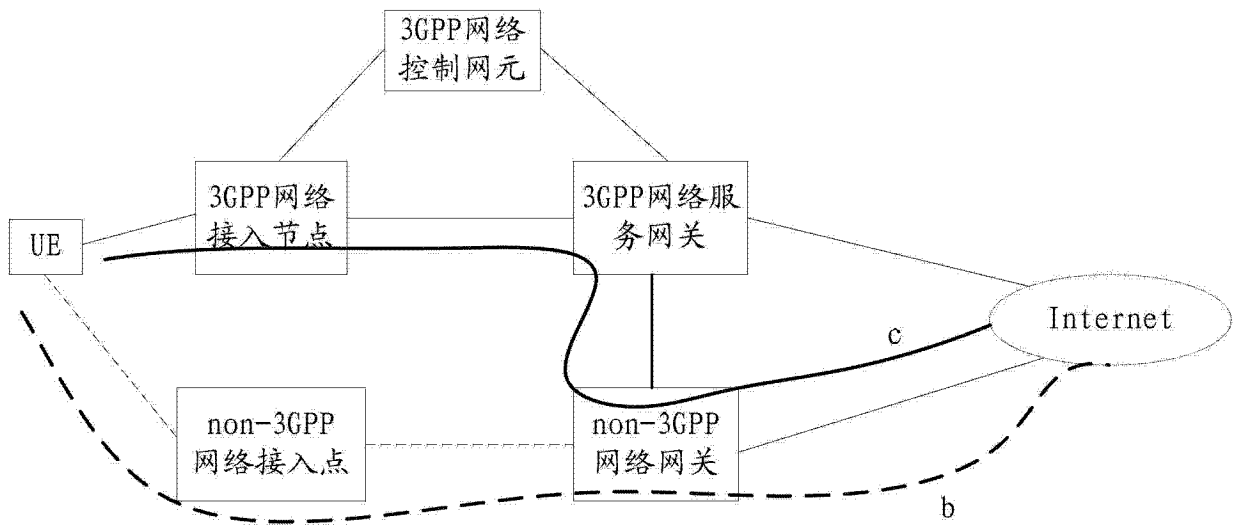 3GPP网络
控制网元
3GPP网络
接入节点
3GPP网络服
务网关
UE
Internet
c
non-3GPP
网络接入点
non-3GPP
网络网关
b